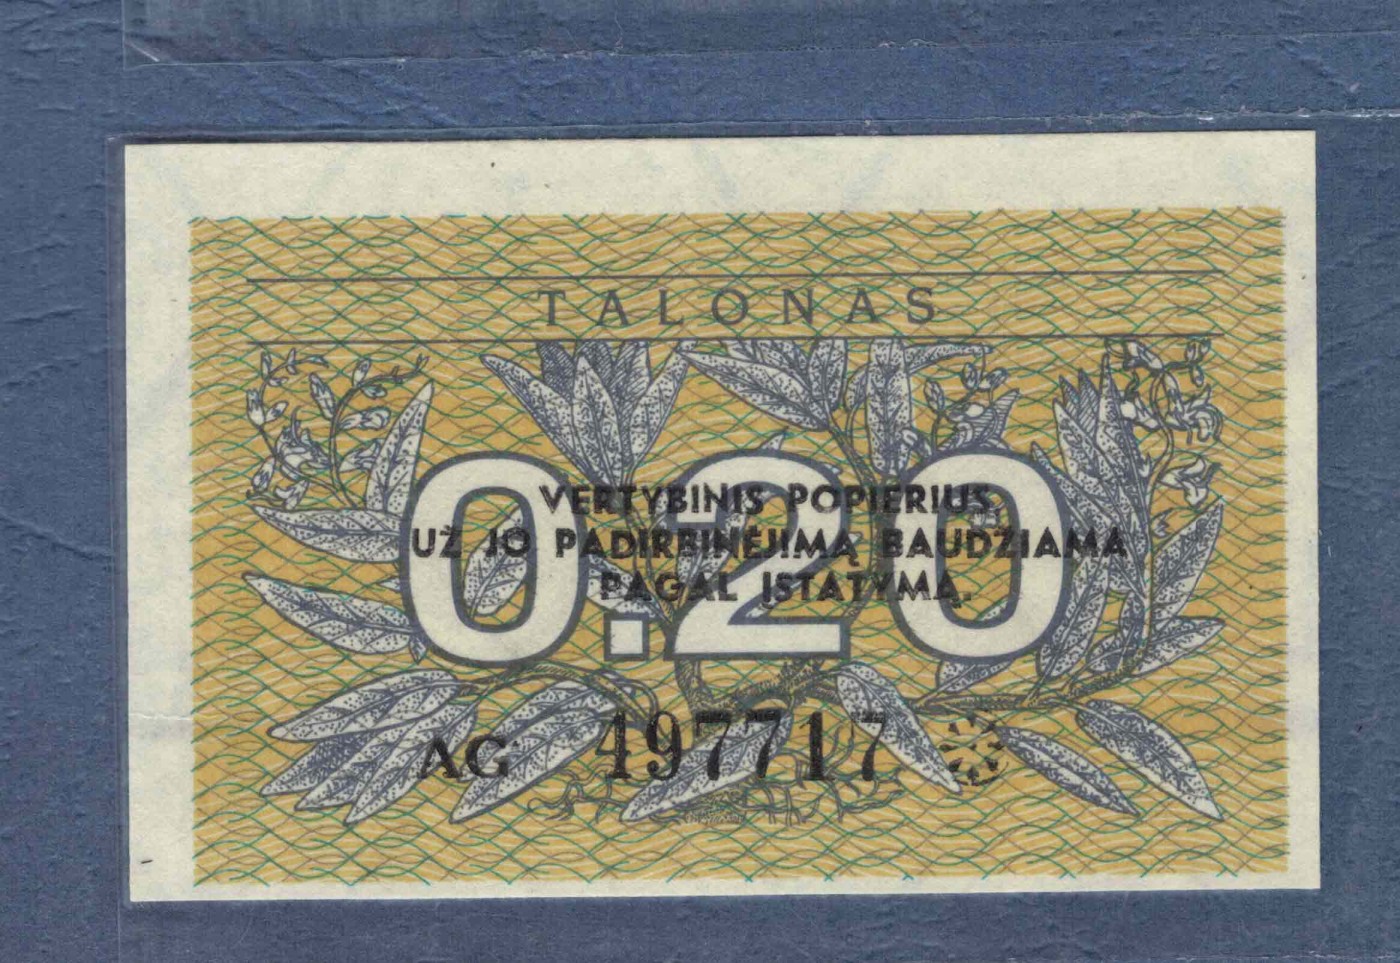 TALONAS
0.20
VERTYBINIS POPIERIUS,
UŽ JO PADIRBINĖJIMĄ BAUDŽIAMA
PAGAL ĮSTATYMĄ.
AG 497717